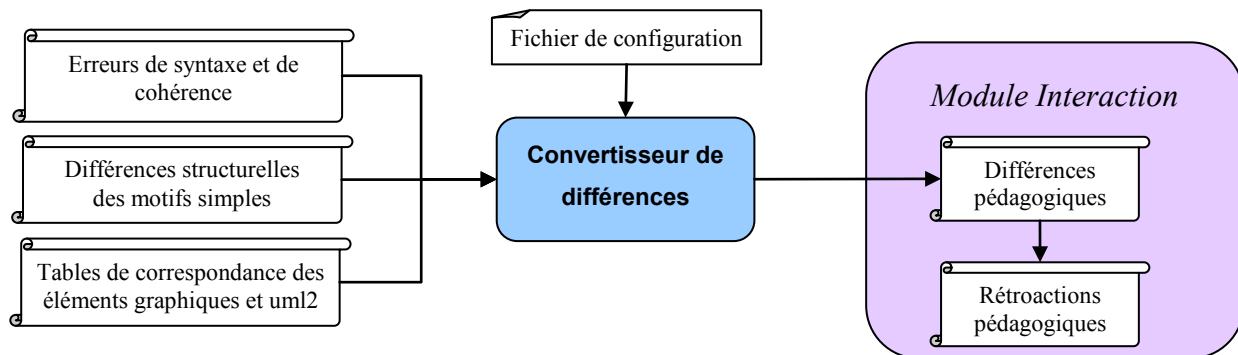 Erreurs de syntaxe et de
cohérence
Différences structurelles
des motifs simples
Tables de correspondance des
éléments graphiques et uml2
Fichier de configuration
Convertisseur de
différences
Module Interaction
Différences
pédagogiques
Rétroactions
pédagogiques